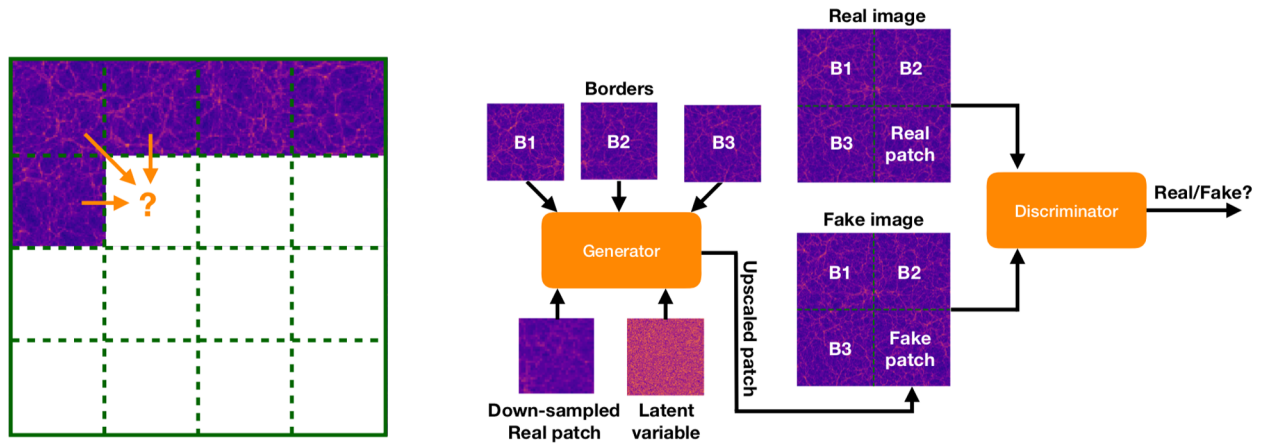 ?
Borders
B1
B2
B3
Generator
Down-sampled
Real patch
Latent
variable
Upscaled patch
Real image
B1
B2
B3
Real
patch
Fake image
B1
B2
B3
Fake
patch
Discriminator
Real/Fake?